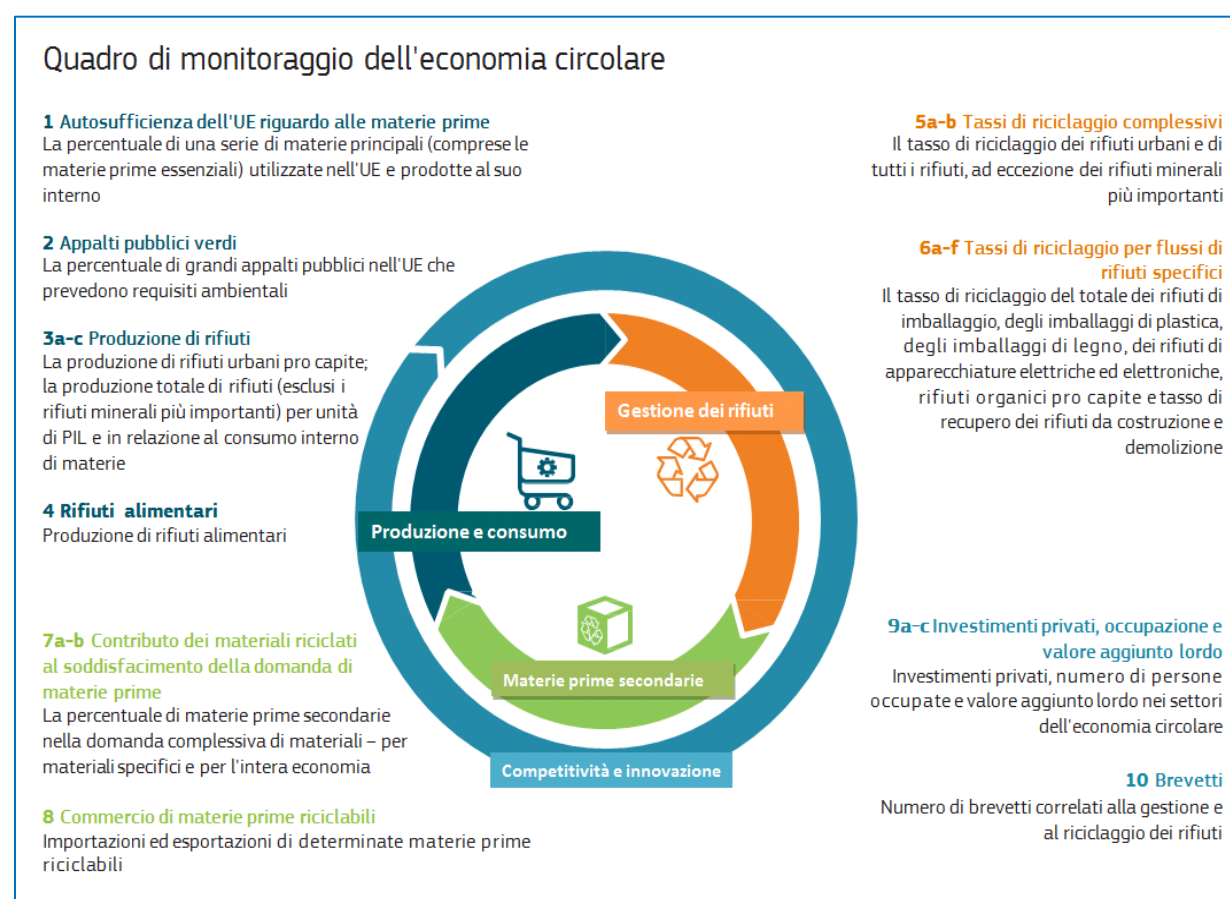 Quadro di monitoraggio dell'economia circolare
1 Autosufficienza dell'UE riguardo alle materie prime
La percentuale di una serie di materie principali (comprese le
materie prime essenziali) utilizzate nell'UE e prodotte al suo
interno
2 Appalti pubblici verdi
La percentuale di grandi appalti pubblici nell'UE che
prevedono requisiti ambientali
3a-c Produzione di rifiuti
La produzione di rifiuti urbani pro capite;
la produzione totale di rifiuti (esclusi i
rifiuti minerali più importanti) per unità
di PIL e in relazione al consumo interno
di materie
4 Rifiuti alimentari
Produzione di rifiuti alimentari
5a-b Tassi di riciclaggio complessivi
Il tasso di riciclaggio dei rifiuti urbani e di
tutti i rifiuti, ad eccezione dei rifiuti minerali
più importanti
6a-f Tassi di riciclaggio per flussi di
rifiuti specifici
Il tasso di riciclaggio del totale dei rifiuti di
imballaggio, degli imballaggi di plastica,
degli imballaggi di legno, dei rifiuti di
apparecchiature elettriche ed elettroniche,
rifiuti organici pro capite e tasso di
recupero dei rifiuti da costruzione e
demolizione
Gestione dei rifiuti
Produzione e consumo
Materie prime secondarie
Competitività e innovazione
7a-b Contributo dei materiali riciclati
al soddisfacimento della domanda di
materie prime
La percentuale di materie prime secondarie
nella domanda complessiva di materiali – per
materiali specifici e per l'intera economia
8 Commercio di materie prime riciclabili
Importazioni ed esportazioni di determinate materie prime
riciclabili
9a-c Investimenti privati, occupazione e
valore aggiunto lordo
Investimenti privati, numero di persone
occupate e valore aggiunto lordo nei settori
dell'economia circolare
10 Brevetti
Numero di brevetti correlati alla gestione e
al riciclaggio dei rifiuti